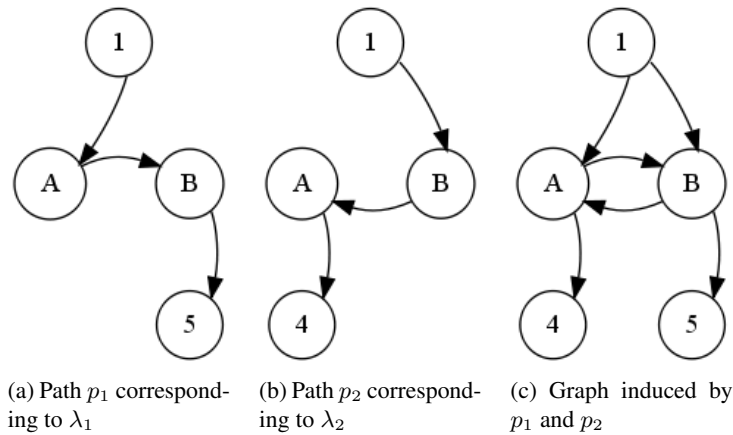 1
1
1
A
B
A
B
A
B
5
4
4
5
(a) Path p₁ correspond-
ing to λ₁
(b) Path p₂ correspond-
ing to λ₂
(c) Graph induced by
p₁ and p₂